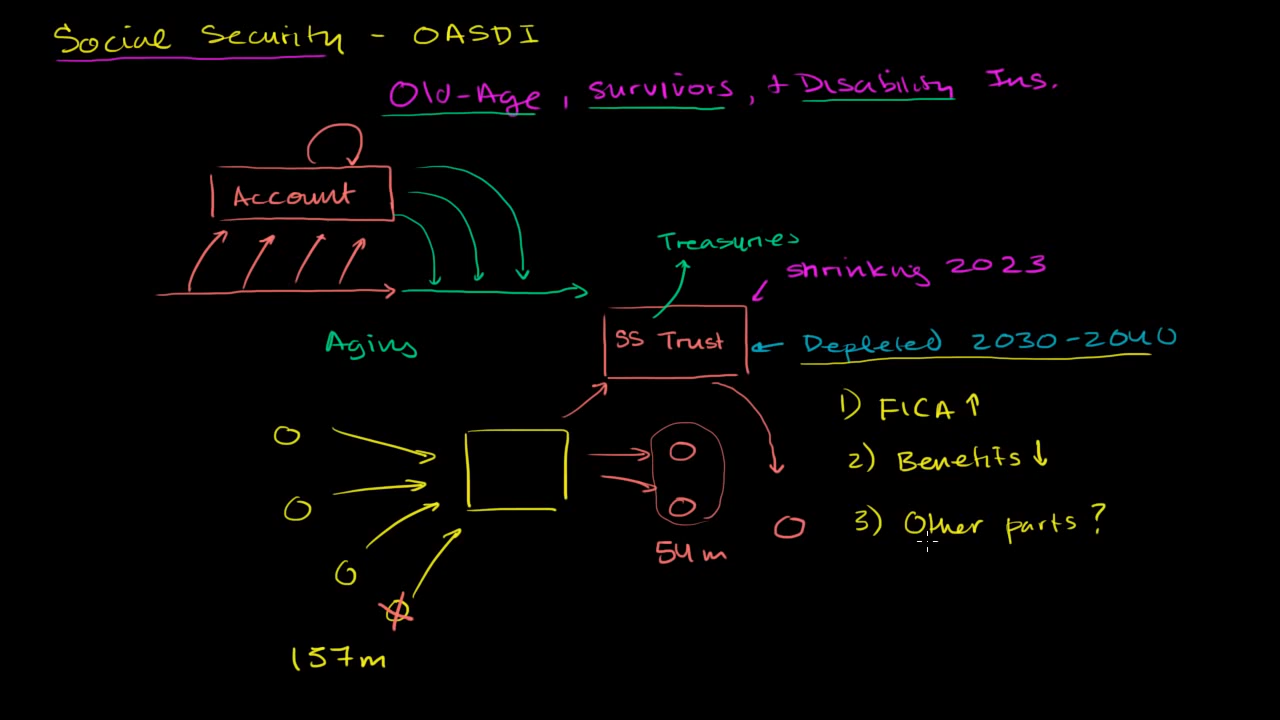 Social Security - OASDI
Old-Age, survivors, + Disability Ins.
Account
Treasuries
shrinking 2023
SS Trust
Aging
Depleted 2030-2040
1) FICA ↑
2) Benefits ↓
3) Other parts?
54 m
157m